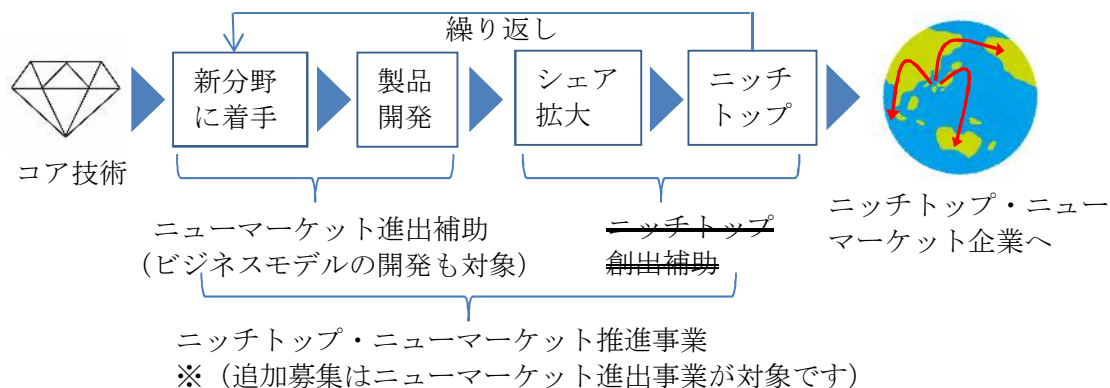 繰り返し
コア技術
新分野
に着手
製品
開発
シェア
拡大
ニッチ
トップ
ニッチトップ・ニュー
マーケット企業へ
ニューマーケット進出補助
（ビジネスモデルの開発も対象）
ニッチトップ
創出補助
ニッチトップ・ニューマーケット推進事業
※（追加募集はニューマーケット進出事業が対象です）